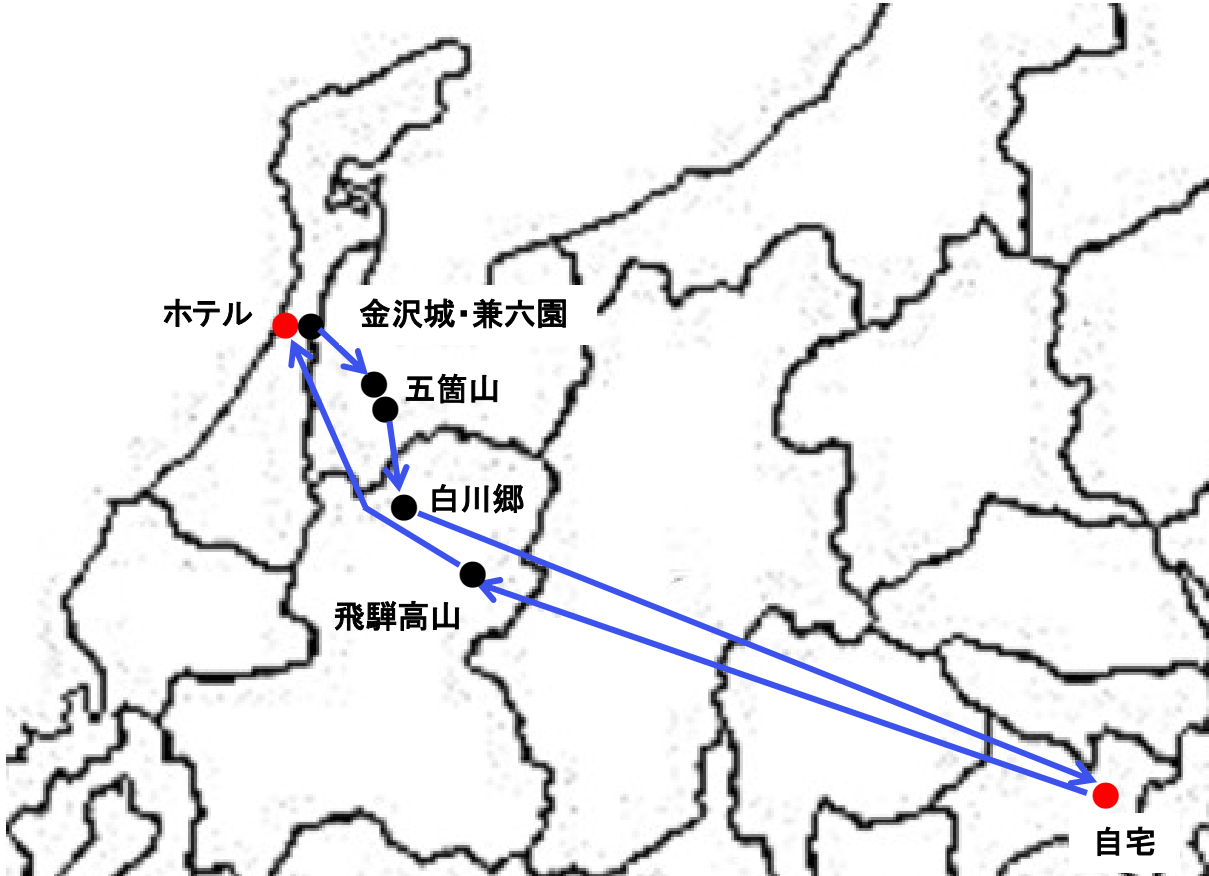 ホテル
金沢城・兼六園
五箇山
白川郷
飛騨高山
自宅